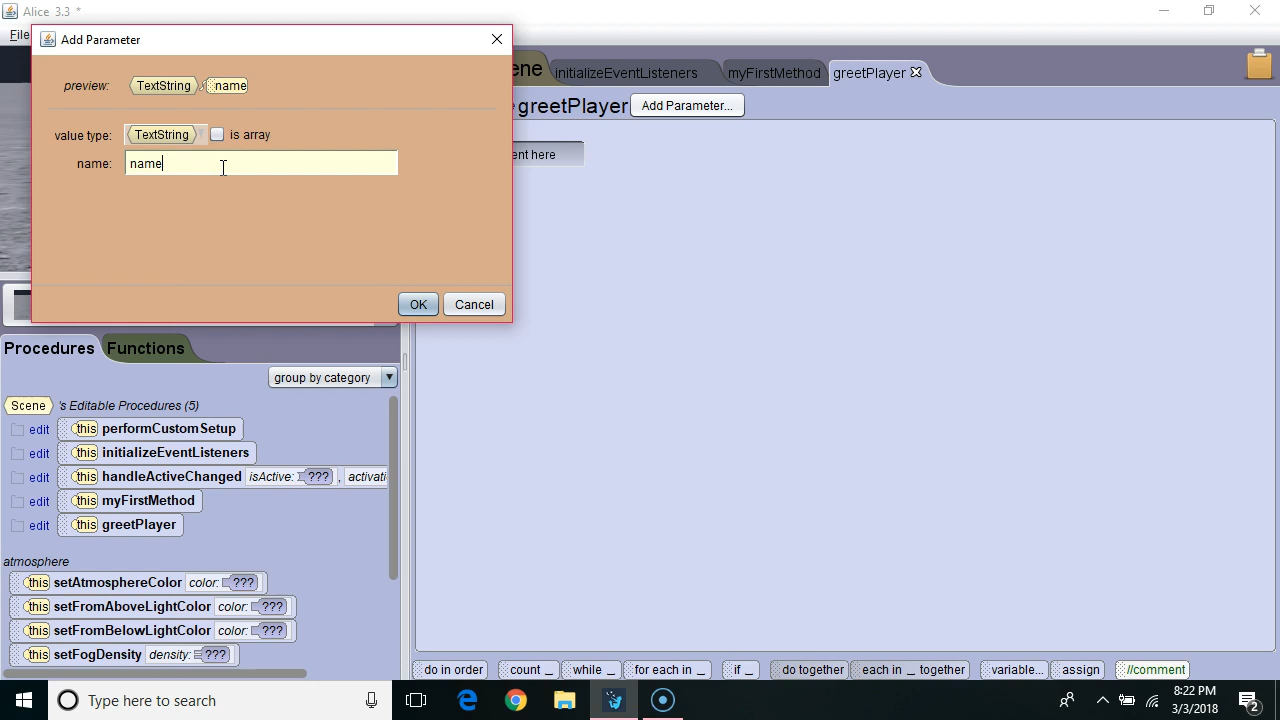 Alice 3.3 *
File
Add Parameter
preview: TextString name
value type: TextString is array
name: name
OK Cancel
ene initializeEventListeners myFirstMethod greetPlayer
greetPlayer Add Parameter...
ent here
Procedures Functions
group by category
Scene 's Editable Procedures (5)
edit this performCustomSetup
edit this initializeEventListeners
edit this handleActiveChanged isActive: ??? , activati
edit this myFirstMethod
edit this greetPlayer
atmosphere
this setAtmosphereColor color: ???
this setFromAboveLightColor color: ???
this setFromBelowLightColor color: ???
this setFogDensity density: ???
do in order count _ while _ for each in _ if _ do together each in _ together variable... assign //comment
Type here to search
8:22 PM
3/3/2018
2